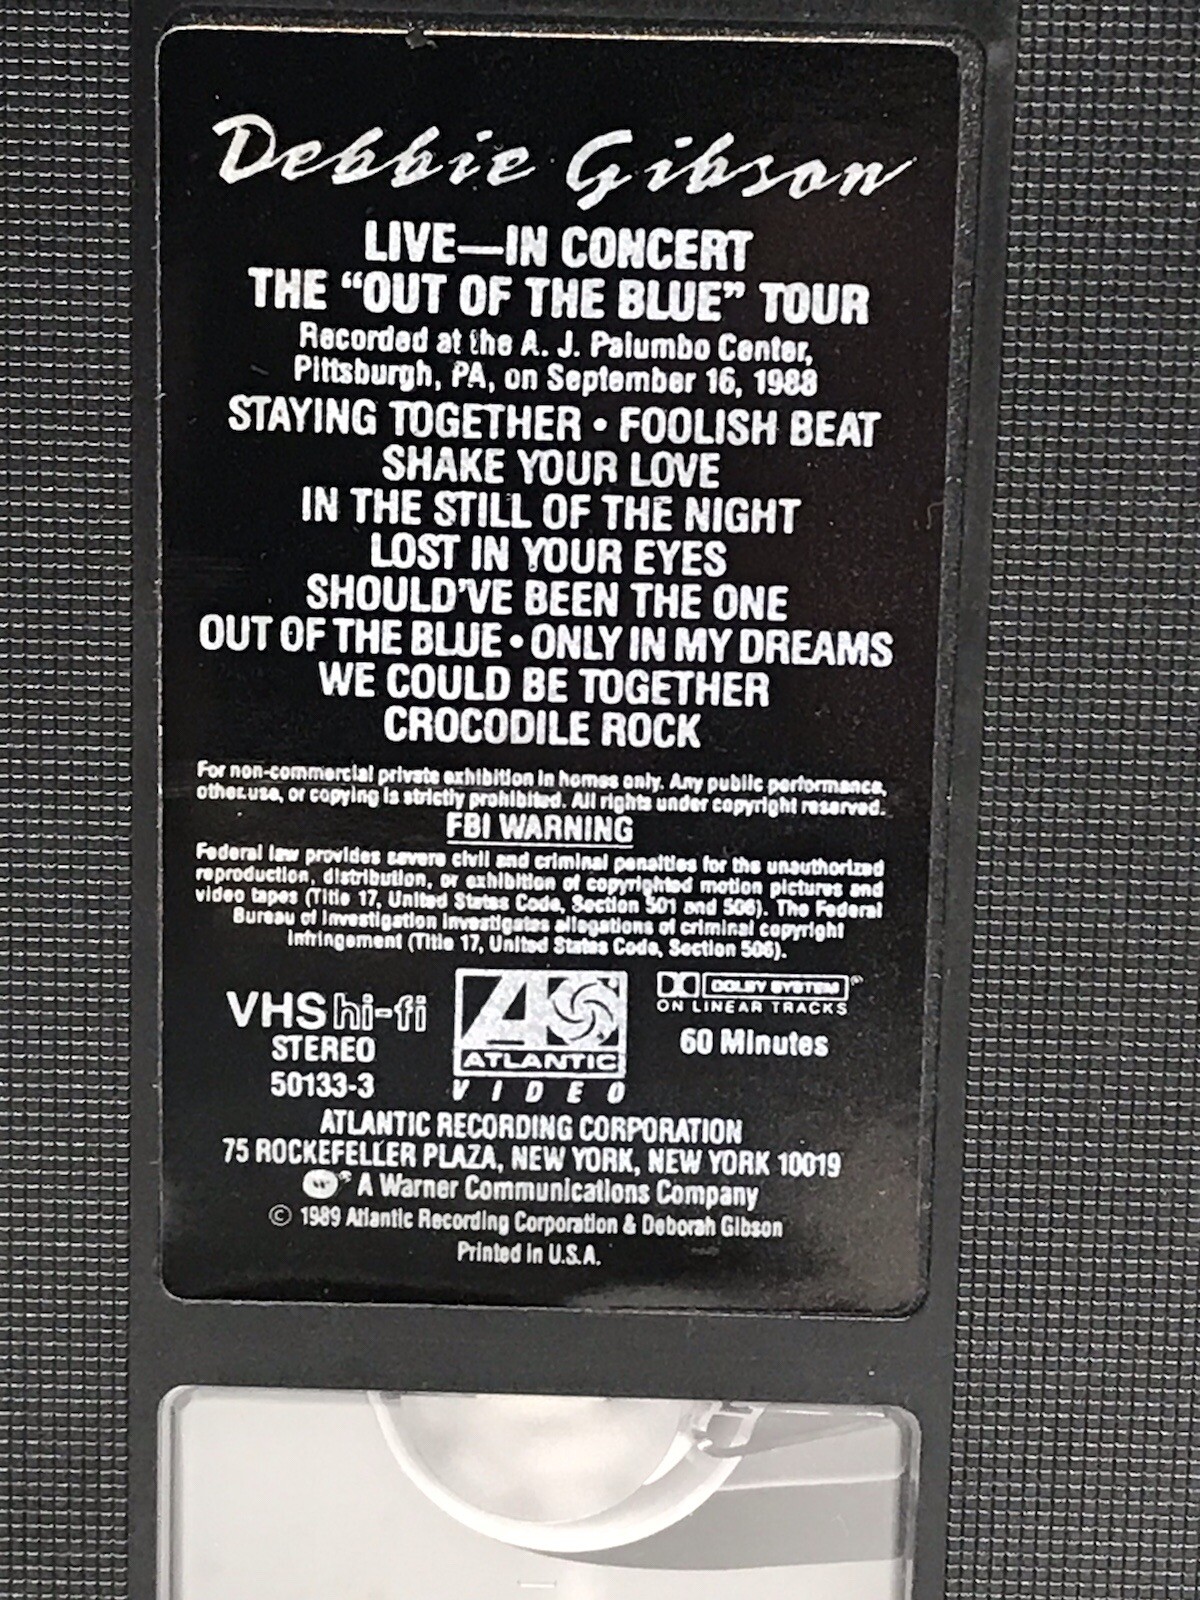 Debbie Gibson
LIVE—IN CONCERT
THE “OUT OF THE BLUE” TOUR
Recorded at the A. J. Palumbo Center,
Pittsburgh, PA, on September 16, 1988
STAYING TOGETHER • FOOLISH BEAT
SHAKE YOUR LOVE
IN THE STILL OF THE NIGHT
LOST IN YOUR EYES
SHOULD'VE BEEN THE ONE
OUT OF THE BLUE • ONLY IN MY DREAMS
WE COULD BE TOGETHER
CROCODILE ROCK
For non-commercial private exhibition in homes only. Any public performance,
other use, or copying is strictly prohibited. All rights under copyright reserved.
FBI WARNING
Federal law provides severe civil and criminal penalties for the unauthorized
reproduction, distribution, or exhibition of copyrighted motion pictures and
video tapes (Title 17, United States Code, Section 501 and 506). The Federal
Bureau of Investigation investigates allegations of criminal copyright
infringement (Title 17, United States Code, Section 506).
VHS hi-fi
STEREO
50133-3
ATLANTIC
VIDEO
DOLBY SYSTEM®
ON LINEAR TRACKS
60 Minutes
ATLANTIC RECORDING CORPORATION
75 ROCKEFELLER PLAZA, NEW YORK, NEW YORK 10019
® A Warner Communications Company
© 1989 Atlantic Recording Corporation & Deborah Gibson
Printed in U.S.A.